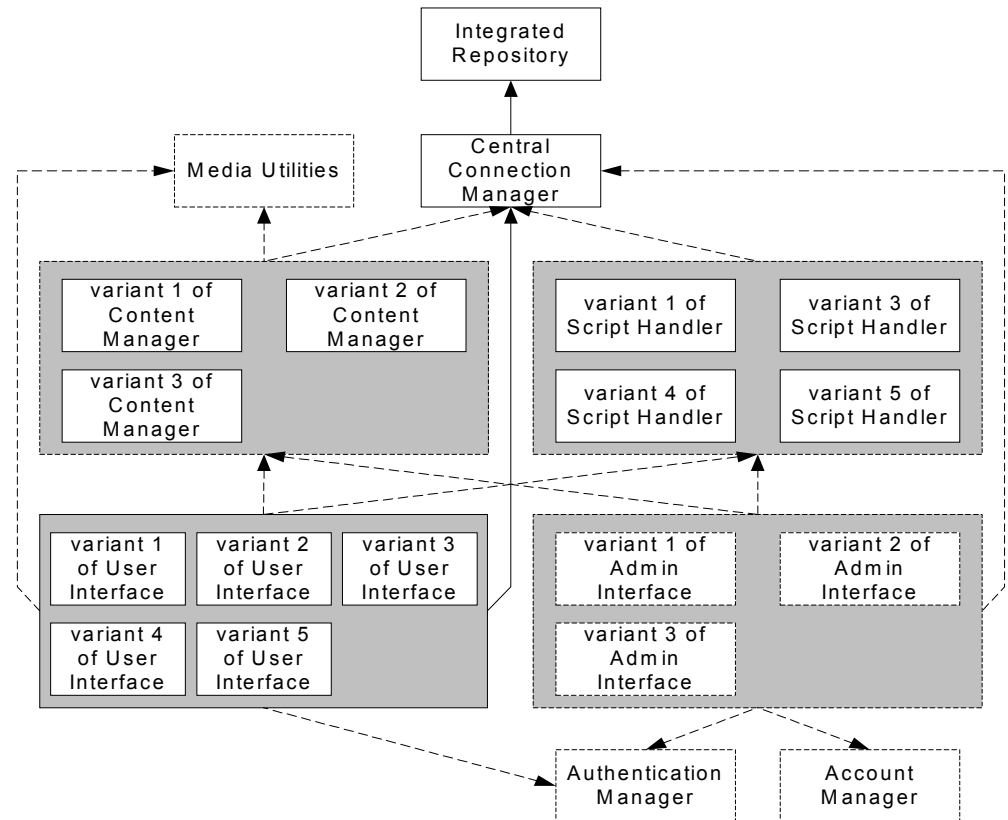 Integrated
Repository
Media Utilities
Central
Connection
Manager
variant 1 of
Content
Manager
variant 2 of
Content
Manager
variant 3 of
Content
Manager
variant 1 of
Script Handler
variant 3 of
Script Handler
variant 4 of
Script Handler
variant 5 of
Script Handler
variant 1
of User
Interface
variant 2
of User
Interface
variant 3
of User
Interface
variant 4
of User
Interface
variant 5
of User
Interface
variant 1 of
Admin
Interface
variant 2 of
Admin
Interface
variant 3 of
Admin
Interface
Authentication
Manager
Account
Manager